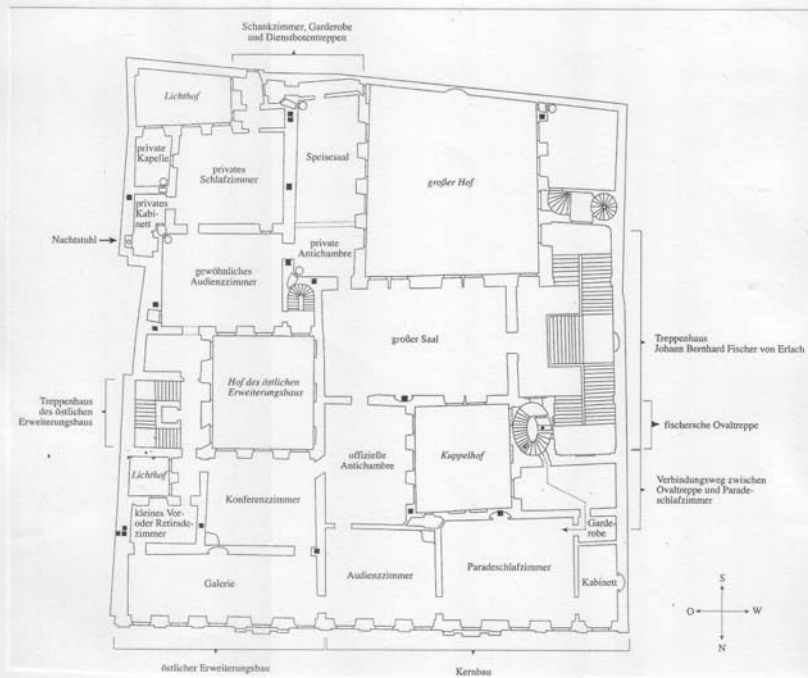 Schankzimmer, Garderobe
und Dienstbotentreppen
Lichthof
private
Kapelle
privates
Schlafzimmer
Speisesaal
großer Hof
privates
Kabi-
nett
Nachtstuhl
private
Antichambre
gewöhnliches
Audienzzimmer
großer Saal
Treppenhaus
Johann Bernhard Fischer von Erlach
Hof des östlichen
Erweiterungsbaus
Treppenhaus
des östlichen
Erweiterungsbaus
Kuppelhof
fischersche Ovaltreppe
offizielle
Antichambre
Lichthof
Konferenzzimmer
Verbindungsweg zwischen
Ovaltreppe und Parade-
schlafzimmer
kleines Vor-
oder Retirade-
zimmer
Garde-
robe
Galerie
Audienzzimmer
Paradeschlafzimmer
Kabinett
S
O
W
N
östlicher Erweiterungsbau
Kernbau